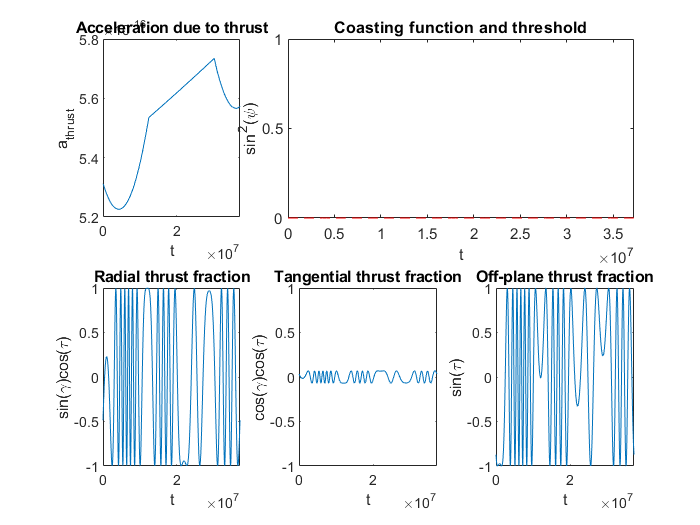 Acceleration due to thrust
5.8
5.6
5.4
5.2
a_thrust
0
2
t
×10^7
Coasting function and threshold
1
0.5
0
sin^2(ψ)
0
0.5
1
1.5
2
2.5
3
3.5
t
×10^7
Radial thrust fraction
1
0.5
0
-0.5
-1
sin(γ)cos(τ)
0
2
t
×10^7
Tangential thrust fraction
1
0.5
0
-0.5
-1
cos(γ)cos(τ)
0
2
t
×10^7
Off-plane thrust fraction
1
0.5
0
-0.5
-1
sin(τ)
0
2
t
×10^7